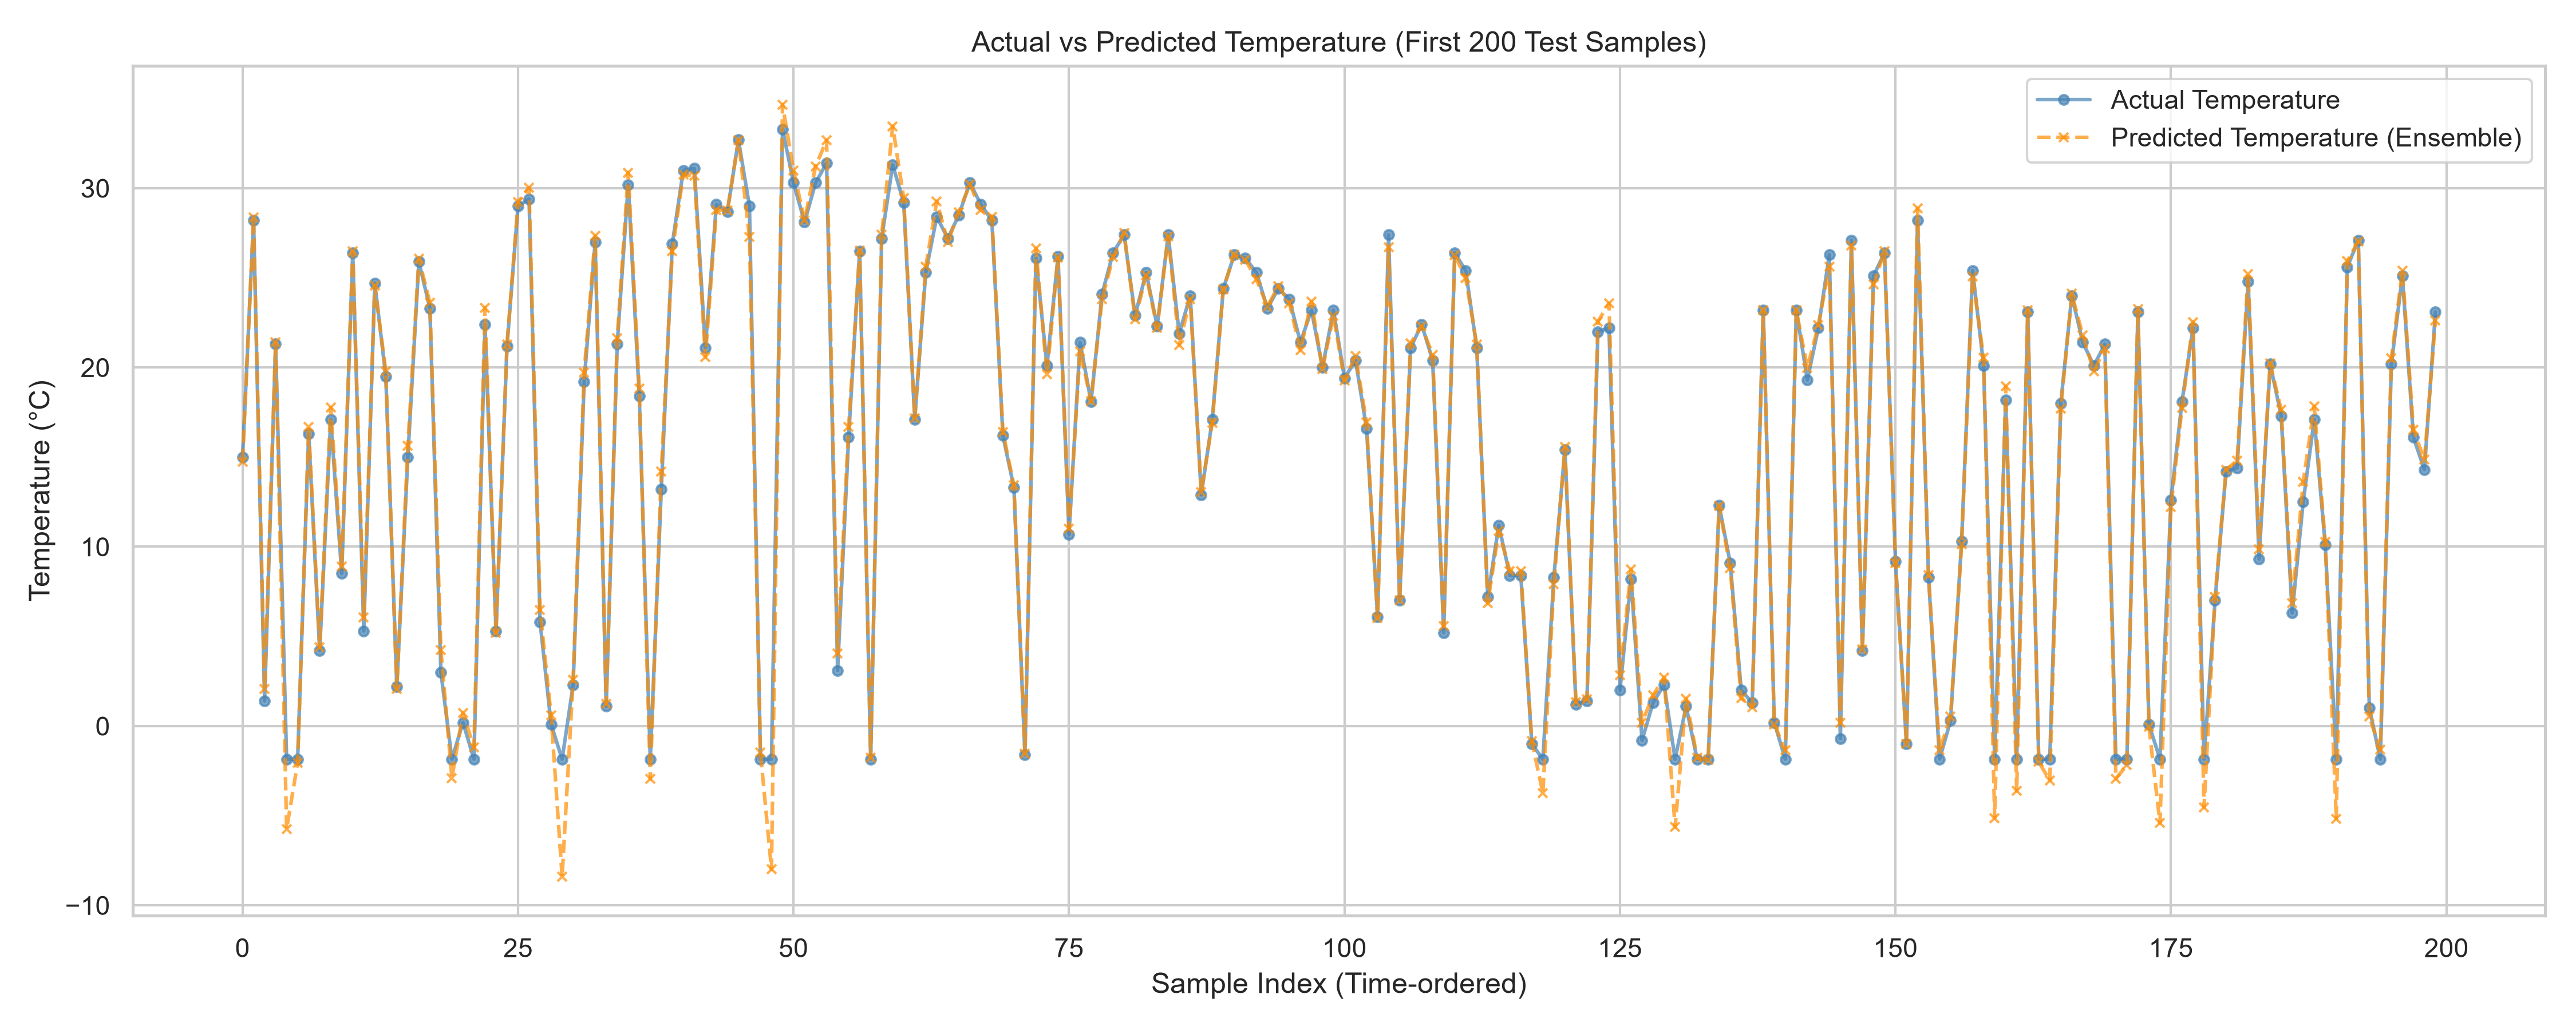 Actual vs Predicted Temperature (First 200 Test Samples)
Actual Temperature
Predicted Temperature (Ensemble)
Temperature (°C)
30
20
10
0
−10
0 25 50 75 100 125 150 175 200
Sample Index (Time-ordered)